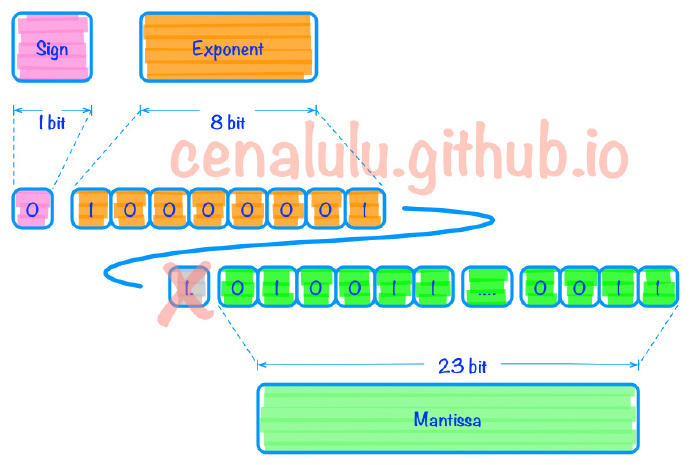 Sign Exponent
1 bit 8 bit
cenalulu.github.io
0 1 0 0 0 0 0 0 1
1. 0 1 0 0 1 1 .... 0 0 1 1
23 bit
Mantissa